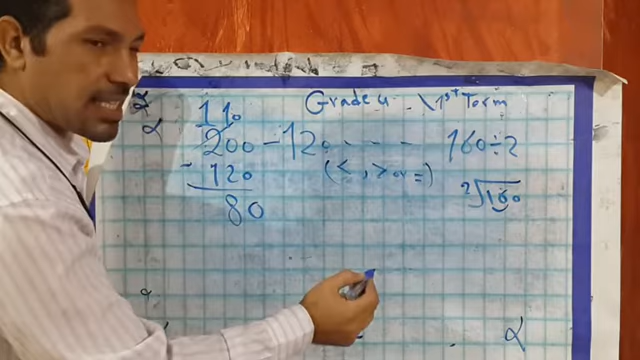 Grade 4 \ 1st Term
11
200 - 120 ---- 160÷2
- 120
(<, > or =)
2√160
80